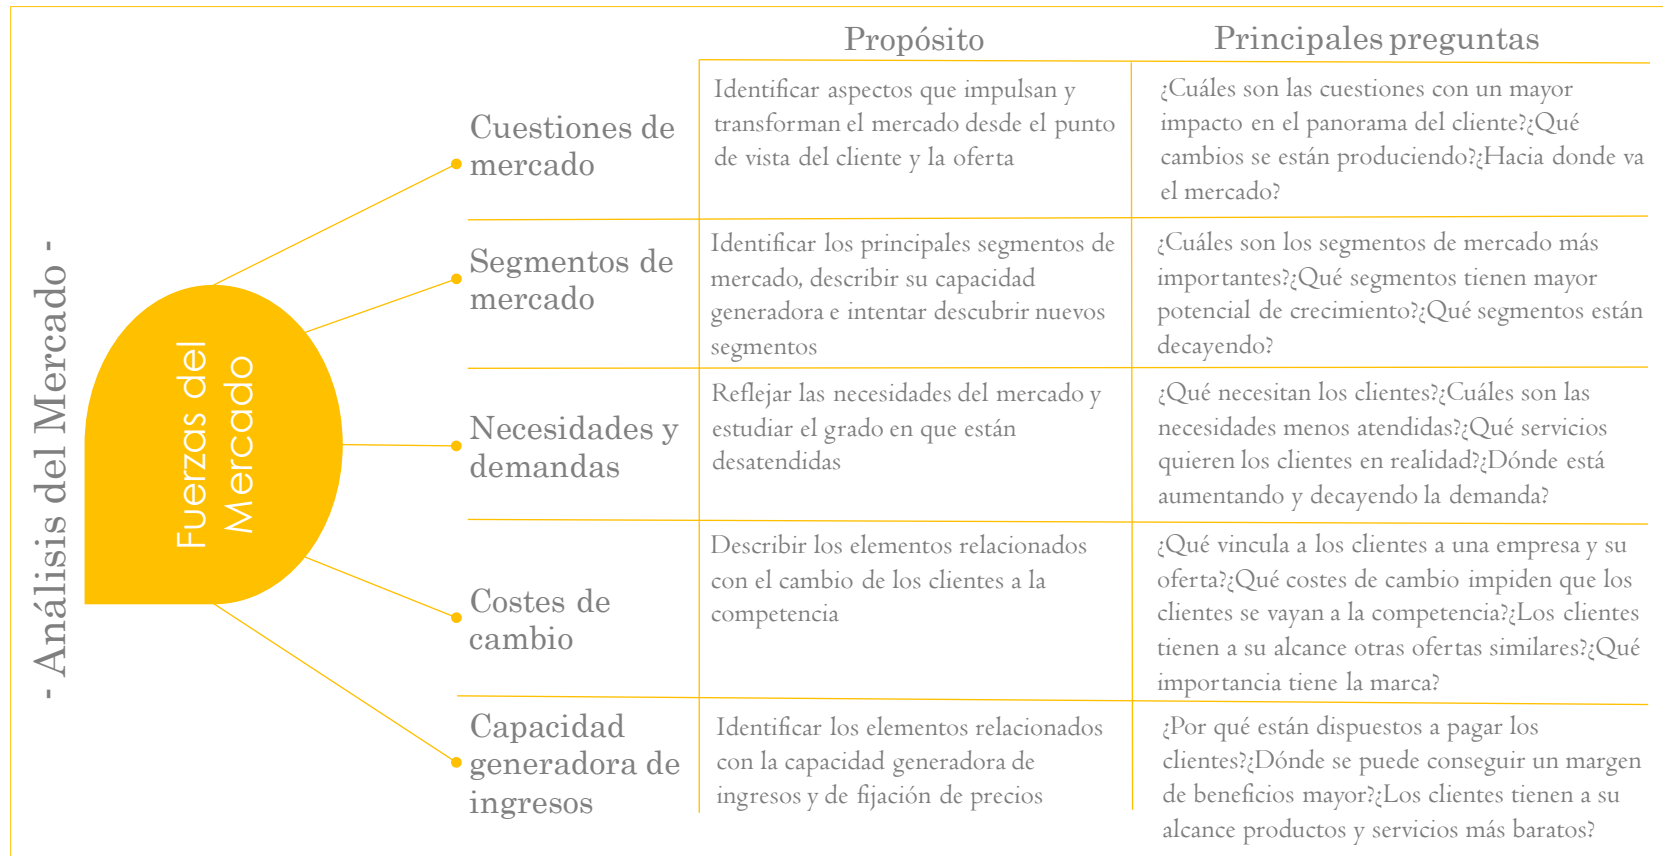 - Análisis del Mercado -
Fuerzas del
Mercado
Propósito
Principales preguntas
Cuestiones de
mercado
Identificar aspectos que impulsan y
transforman el mercado desde el punto
de vista del cliente y la oferta
¿Cuáles son las cuestiones con un mayor
impacto en el panorama del cliente?¿Qué
cambios se están produciendo?¿Hacia donde va
el mercado?
Segmentos de
mercado
Identificar los principales segmentos de
mercado, describir su capacidad
generadora e intentar descubrir nuevos
segmentos
¿Cuáles son los segmentos de mercado más
importantes?¿Qué segmentos tienen mayor
potencial de crecimiento?¿Qué segmentos están
decayendo?
Necesidades y
demandas
Reflejar las necesidades del mercado y
estudiar el grado en que están
desatendidas
¿Qué necesitan los clientes?¿Cuáles son las
necesidades menos atendidas?¿Qué servicios
quieren los clientes en realidad?¿Dónde está
aumentando y decayendo la demanda?
Costes de
cambio
Describir los elementos relacionados
con el cambio de los clientes a la
competencia
¿Qué vincula a los clientes a una empresa y su
oferta?¿Qué costes de cambio impiden que los
clientes se vayan a la competencia?¿Los clientes
tienen a su alcance otras ofertas similares?¿Qué
importancia tiene la marca?
Capacidad
generadora de
ingresos
Identificar los elementos relacionados
con la capacidad generadora de
ingresos y de fijación de precios
¿Por qué están dispuestos a pagar los
clientes?¿Dónde se puede conseguir un margen
de beneficios mayor?¿Los clientes tienen a su
alcance productos y servicios más baratos?